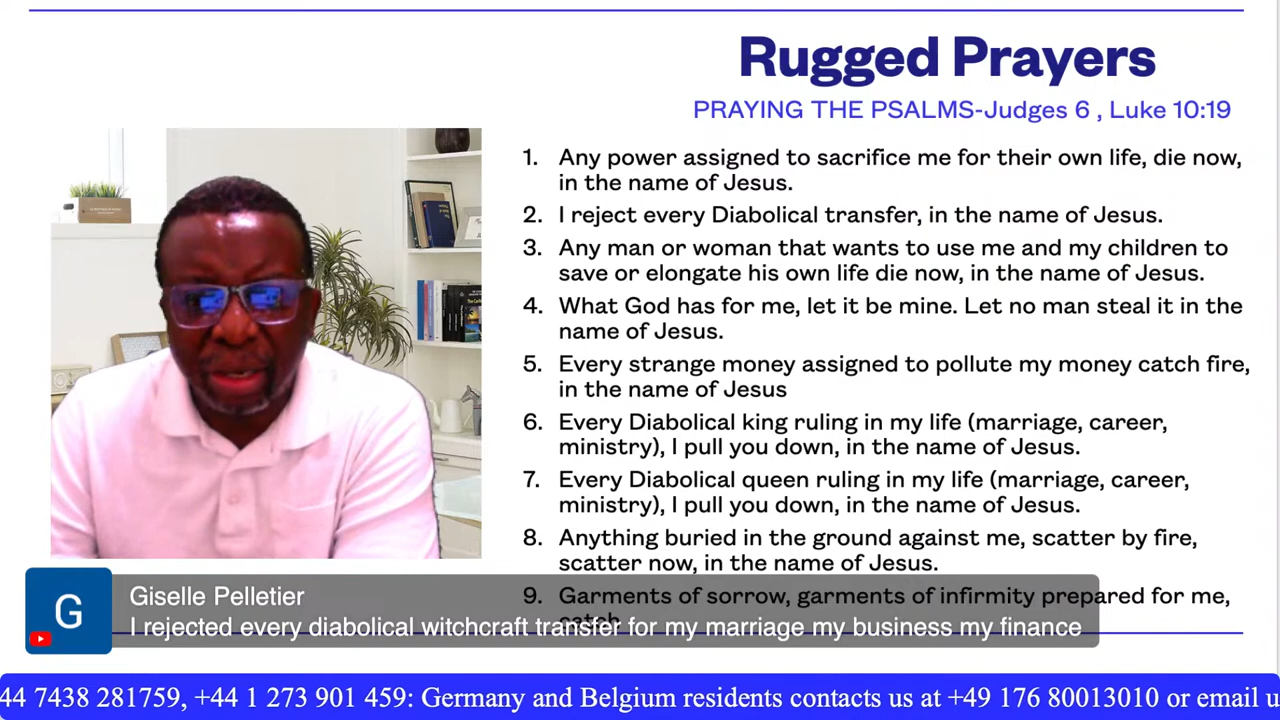 Rugged Prayers
PRAYING THE PSALMS-Judges 6 , Luke 10:19
1. Any power assigned to sacrifice me for their own life, die now,
in the name of Jesus.
2. I reject every Diabolical transfer, in the name of Jesus.
3. Any man or woman that wants to use me and my children to
save or elongate his own life die now, in the name of Jesus.
4. What God has for me, let it be mine. Let no man steal it in the
name of Jesus.
5. Every strange money assigned to pollute my money catch fire,
in the name of Jesus
6. Every Diabolical king ruling in my life (marriage, career,
ministry), I pull you down, in the name of Jesus.
7. Every Diabolical queen ruling in my life (marriage, career,
ministry), I pull you down, in the name of Jesus.
8. Anything buried in the ground against me, scatter by fire,
scatter now, in the name of Jesus.
9. Garments of sorrow, garments of infirmity prepared for me,
catch
G
Giselle Pelletier
I rejected every diabolical witchcraft transfer for my marriage my business my finance
44 7438 281759, +44 1 273 901 459: Germany and Belgium residents contacts us at +49 176 80013010 or email u